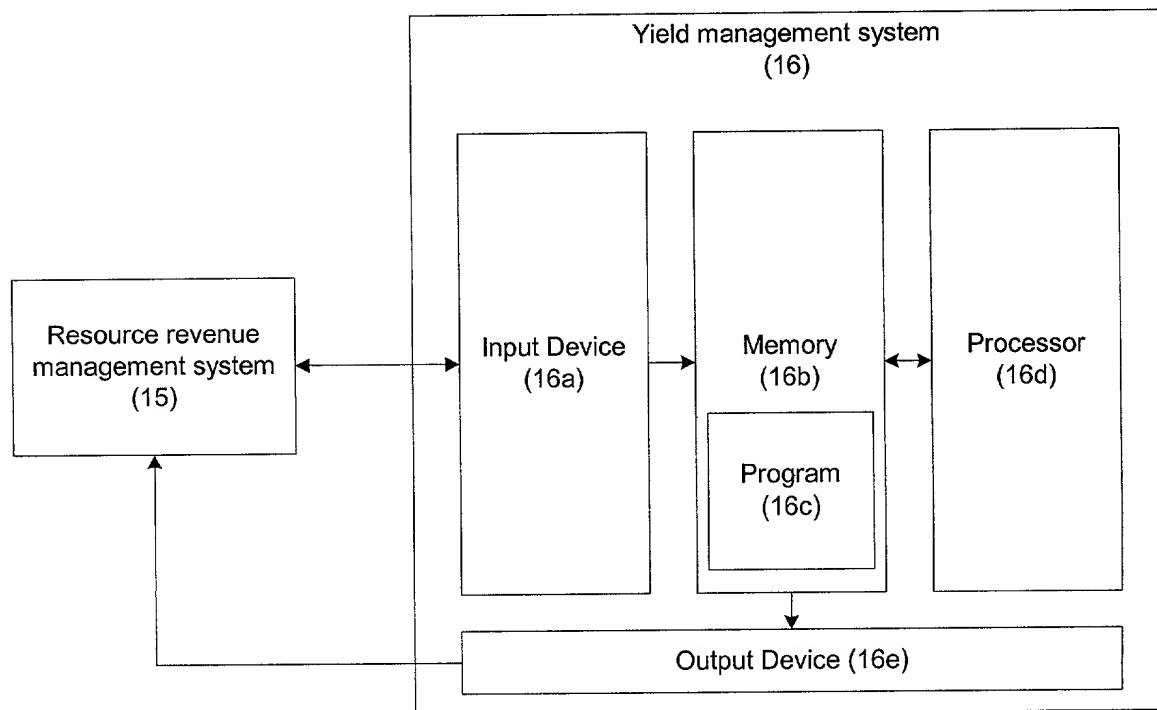 Yield management system
(16)
Resource revenue
management system
(15)
Input Device
(16a)
Memory
(16b)
Program
(16c)
Processor
(16d)
Output Device (16e)